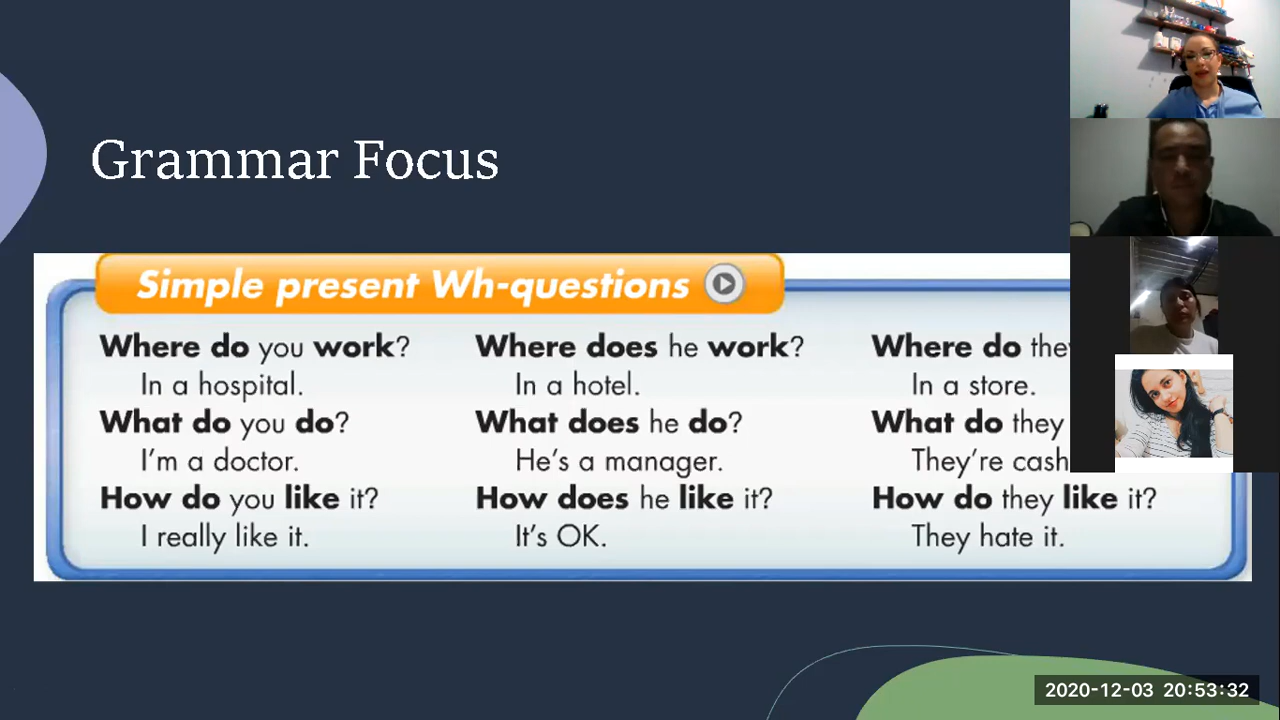 Grammar Focus
Simple present Wh-questions
Where do you work? Where does he work? Where do
In a hospital. In a hotel. In a store.
What do you do? What does he do? What do they
I'm a doctor. He's a manager. They're
How do you like it? How does he like it? How do they like it?
I really like it. It's OK. They hate it.
2020-12-03 20:53:32